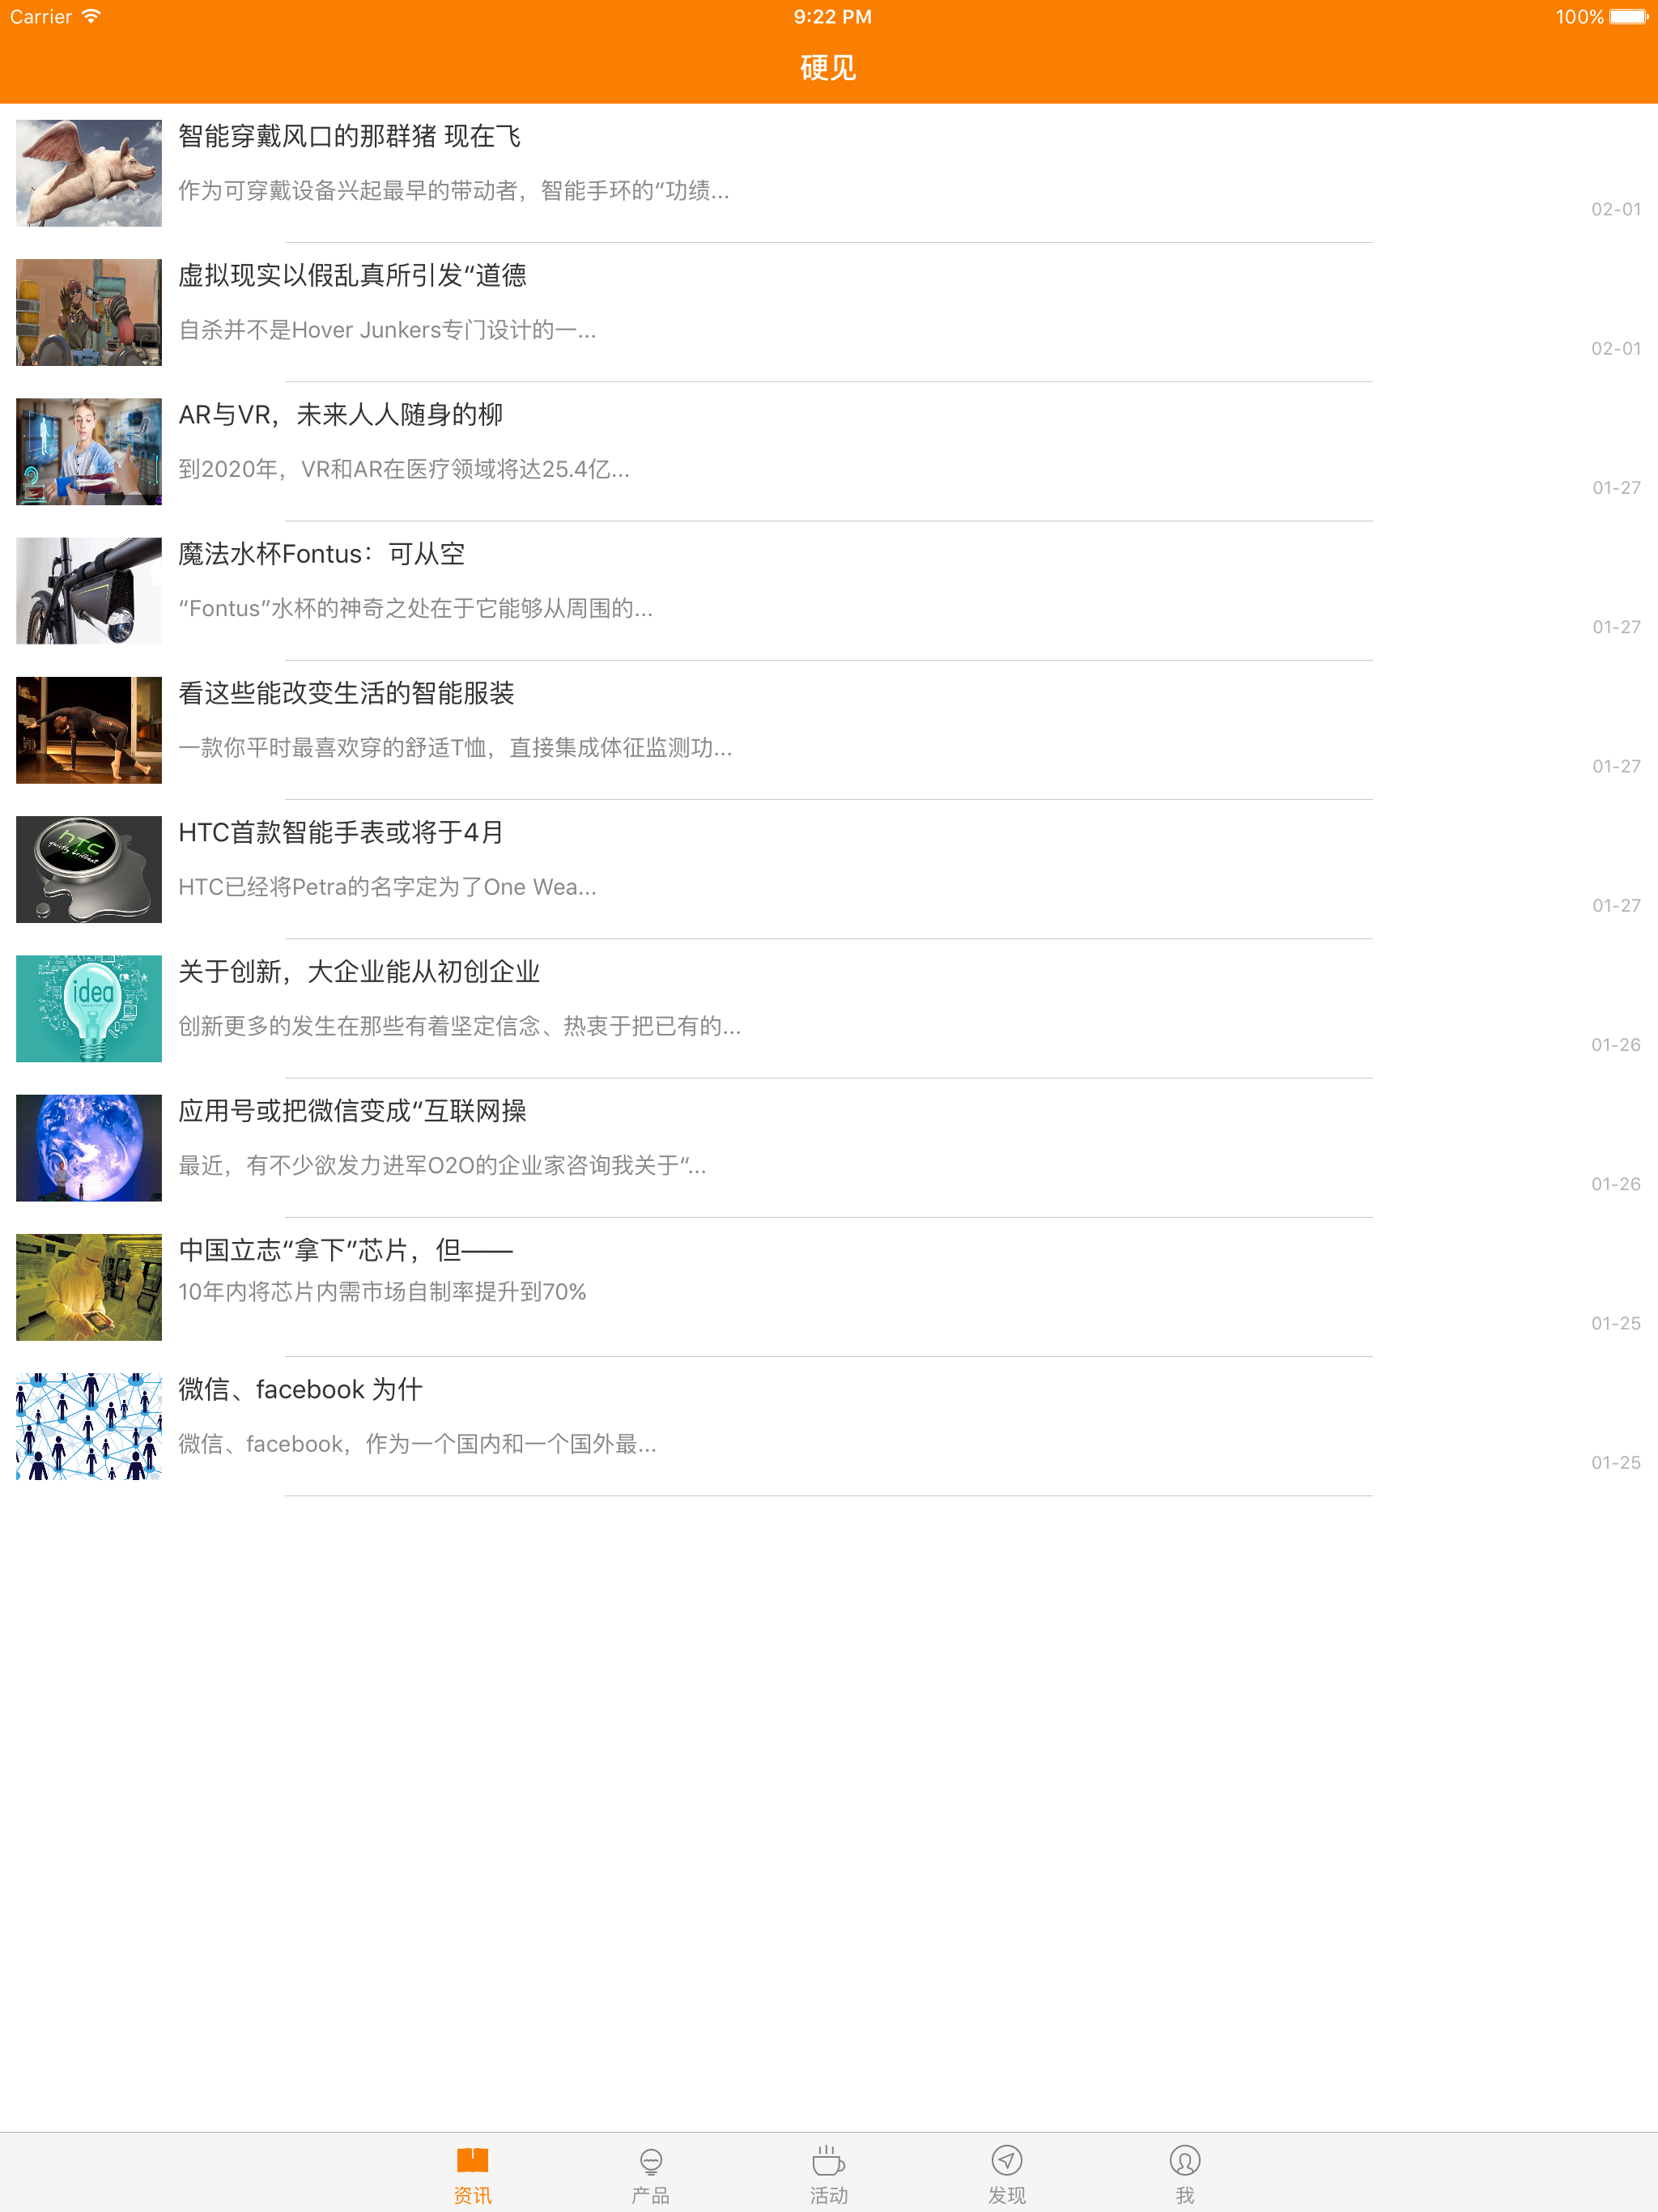 Carrier 9:22 PM 100%
硬见
智能穿戴风口的那群猪 现在飞
作为可穿戴设备兴起最早的带动者，智能手环的“功绩...
02-01
虚拟现实以假乱真所引发“道德
自杀并不是Hover Junkers专门设计的一...
02-01
AR与VR，未来人人随身的柳
到2020年，VR和AR在医疗领域将达25.4亿...
01-27
魔法水杯Fontus：可从空
“Fontus”水杯的神奇之处在于它能够从周围的...
01-27
看这些能改变生活的智能服装
一款你平时最喜欢穿的舒适T恤，直接集成体征监测功...
01-27
hTC
quietly brilliant
HTC首款智能手表或将于4月
HTC已经将Petra的名字定为了One Wea...
01-27
idea
关于创新，大企业能从初创企业
创新更多的发生在那些有着坚定信念、热衷于把已有的...
01-26
应用号或把微信变成“互联网操
最近，有不少欲发力进军O2O的企业家咨询我关于“...
01-26
中国立志“拿下”芯片，但——
10年内将芯片内需市场自制率提升到70%
01-25
微信、facebook 为什
微信、facebook，作为一个国内和一个国外最...
01-25
资讯 产品 活动 发现 我